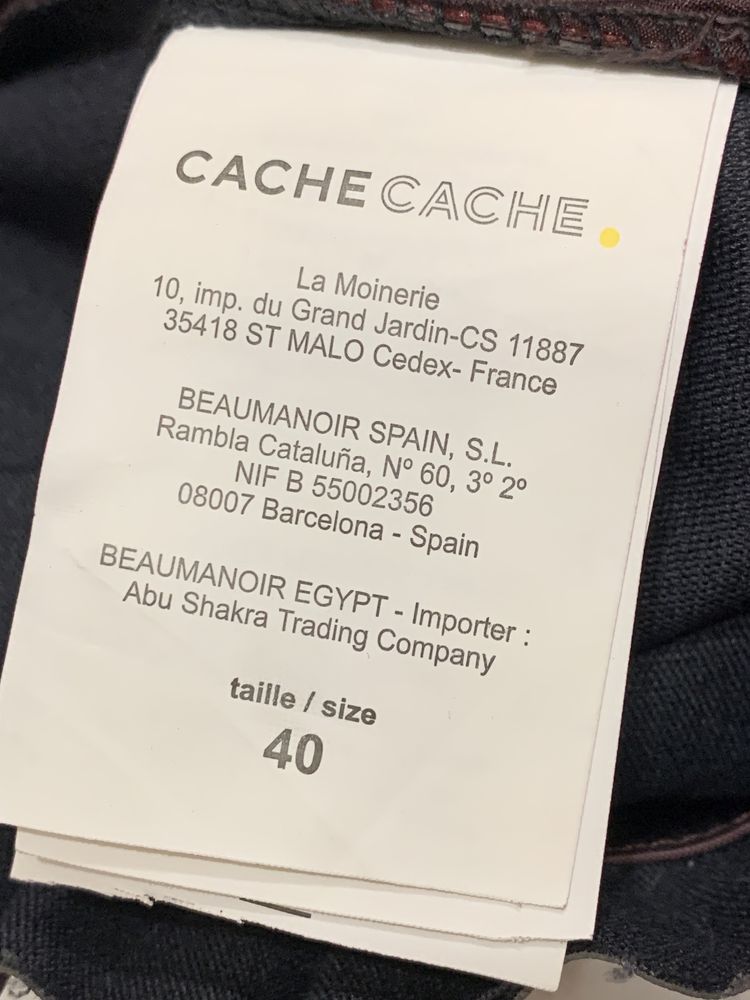 CACHE CACHE.
La Moinerie
10, imp. du Grand Jardin-CS 11887
35418 ST MALO Cedex- France
BEAUMANOIR SPAIN, S.L.
Rambla Cataluña, Nº 60, 3º 2º
NIF B 55002356
08007 Barcelona - Spain
BEAUMANOIR EGYPT - Importer :
Abu Shakra Trading Company
taille / size
40